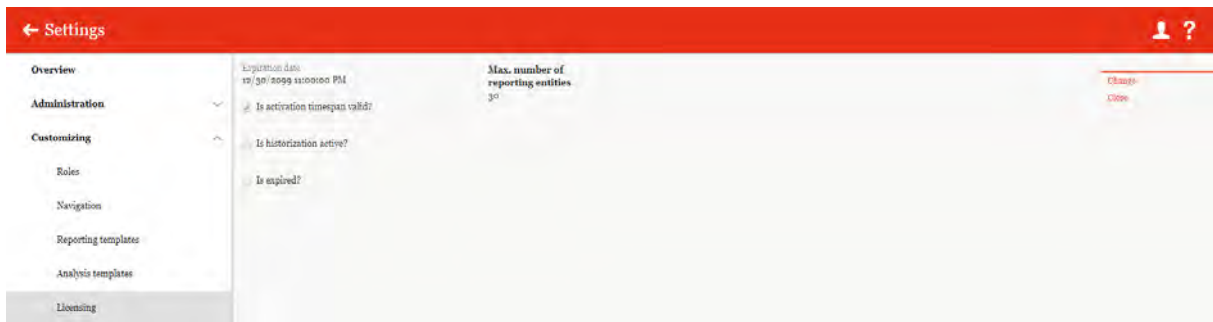 ← Settings
?
Overview
Administration
Customizing
Roles
Navigation
Reporting templates
Analysis templates
Licensing
Expiration date
12/30/2099 11:00:00 PM
Is activation timespan valid?
Is historization active?
Is expired?
Max. number of
reporting entities
30
Change
Close